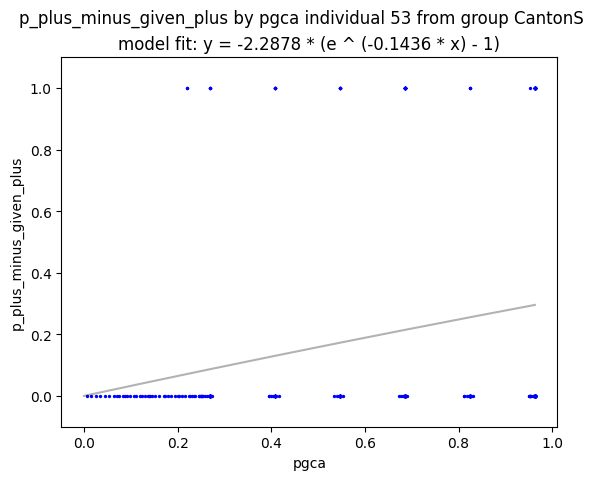 p_plus_minus_given_plus by pgca individual 53 from group CantonS
model fit: y = -2.2878 * (e ^ (-0.1436 * x) - 1)
1.0
0.8
0.6
0.4
0.2
0.0
p_plus_minus_given_plus
0.0 0.2 0.4 0.6 0.8 1.0
pgca